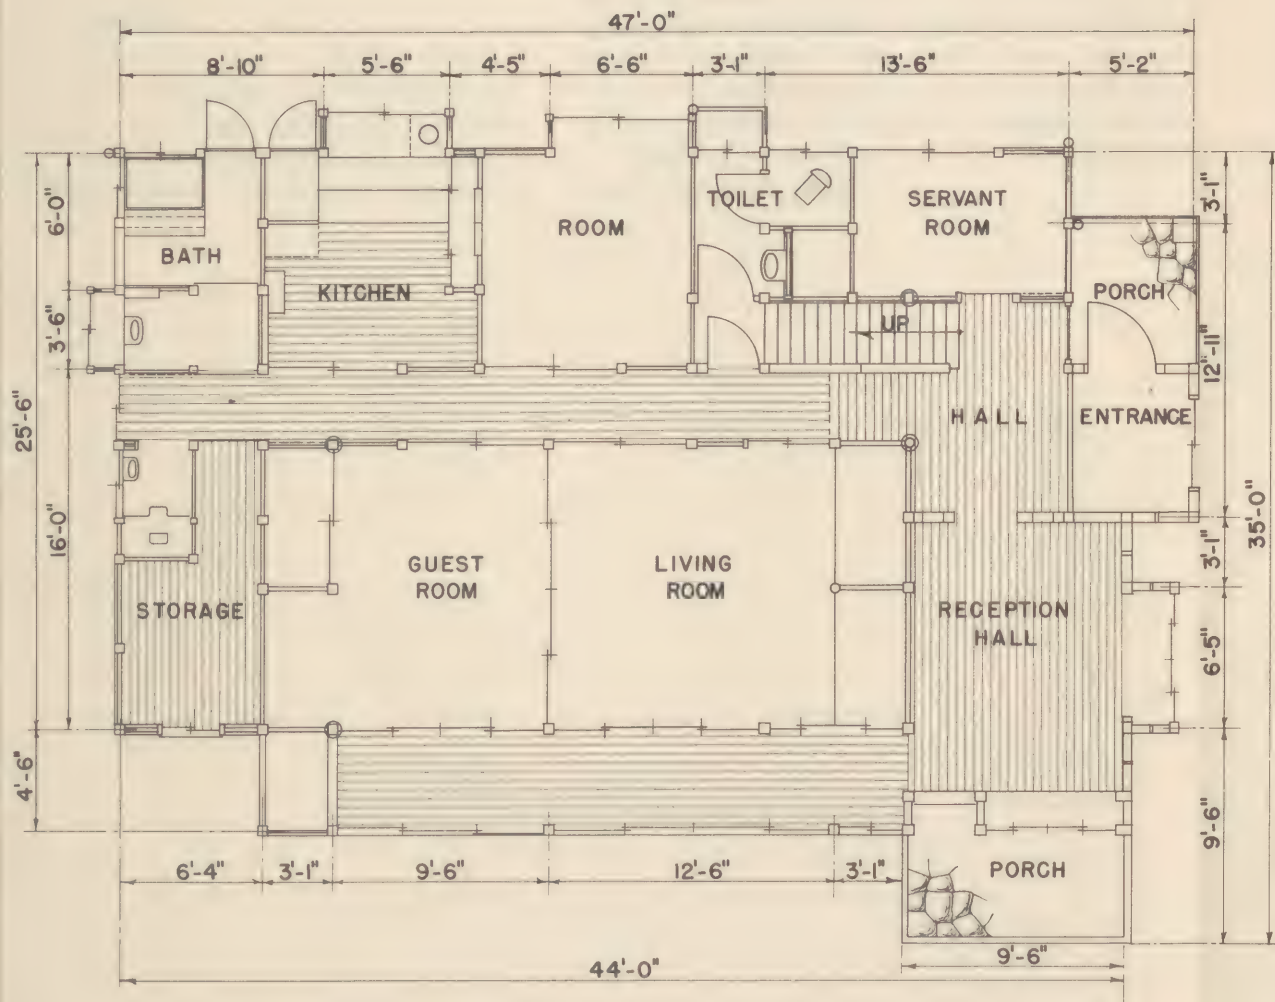 47'-0"
8'-10" 5'-6" 4'-5" 6'-6" 3'-1" 13'-6" 5'-2"
6'-0"
3'-6"
25'-6"
16'-0"
4'-6"
BATH
KITCHEN
ROOM
TOILET
SERVANT
ROOM
PORCH
UP
HALL
ENTRANCE
GUEST
ROOM
LIVING
ROOM
STORAGE
RECEPTION
HALL
PORCH
3'-1"
12'-11"
35'-0"
3'-1"
6'-5"
9'-6"
6'-4" 3'-1" 9'-6" 12'-6" 3'-1"
9'-6"
44'-0"